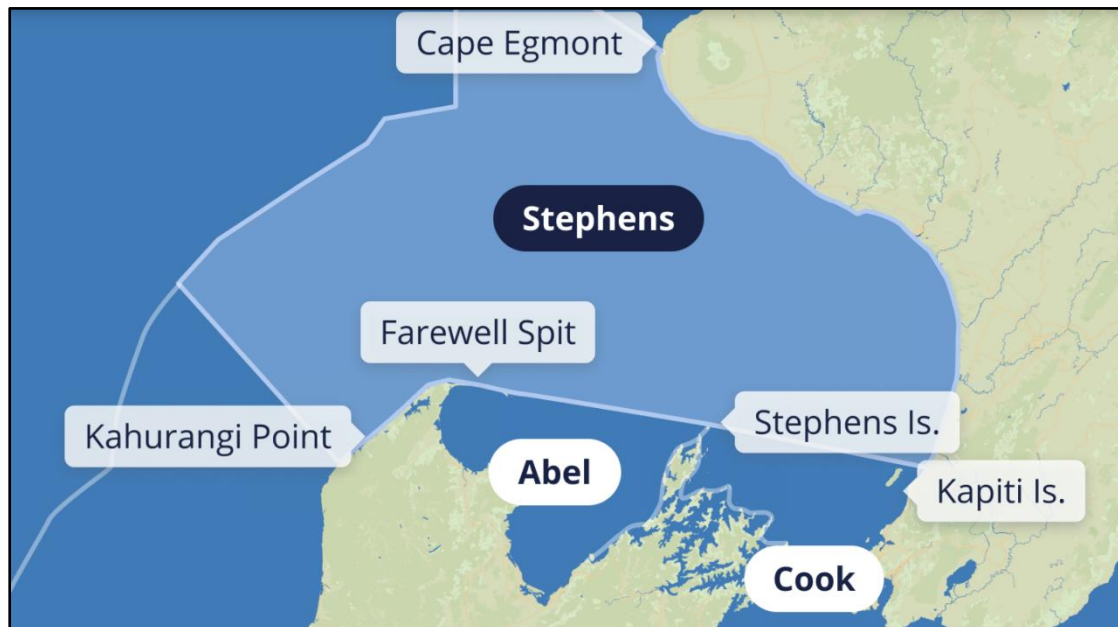 Cape Egmont
Stephens
Farewell Spit
Kahurangi Point
Stephens Is.
Abel
Kapiti Is.
Cook